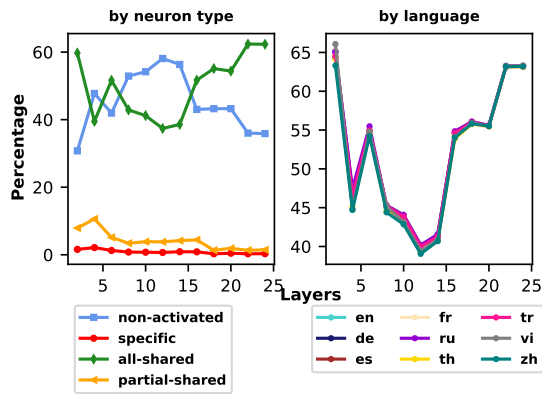 by neuron type
by language
Percentage
60
40
20
0
65
60
55
50
45
40
5 10 15 20 25
5 10 15 20 25
Layers
non-activated
specific
all-shared
partial-shared
en fr tr
de ru vi
es th zh